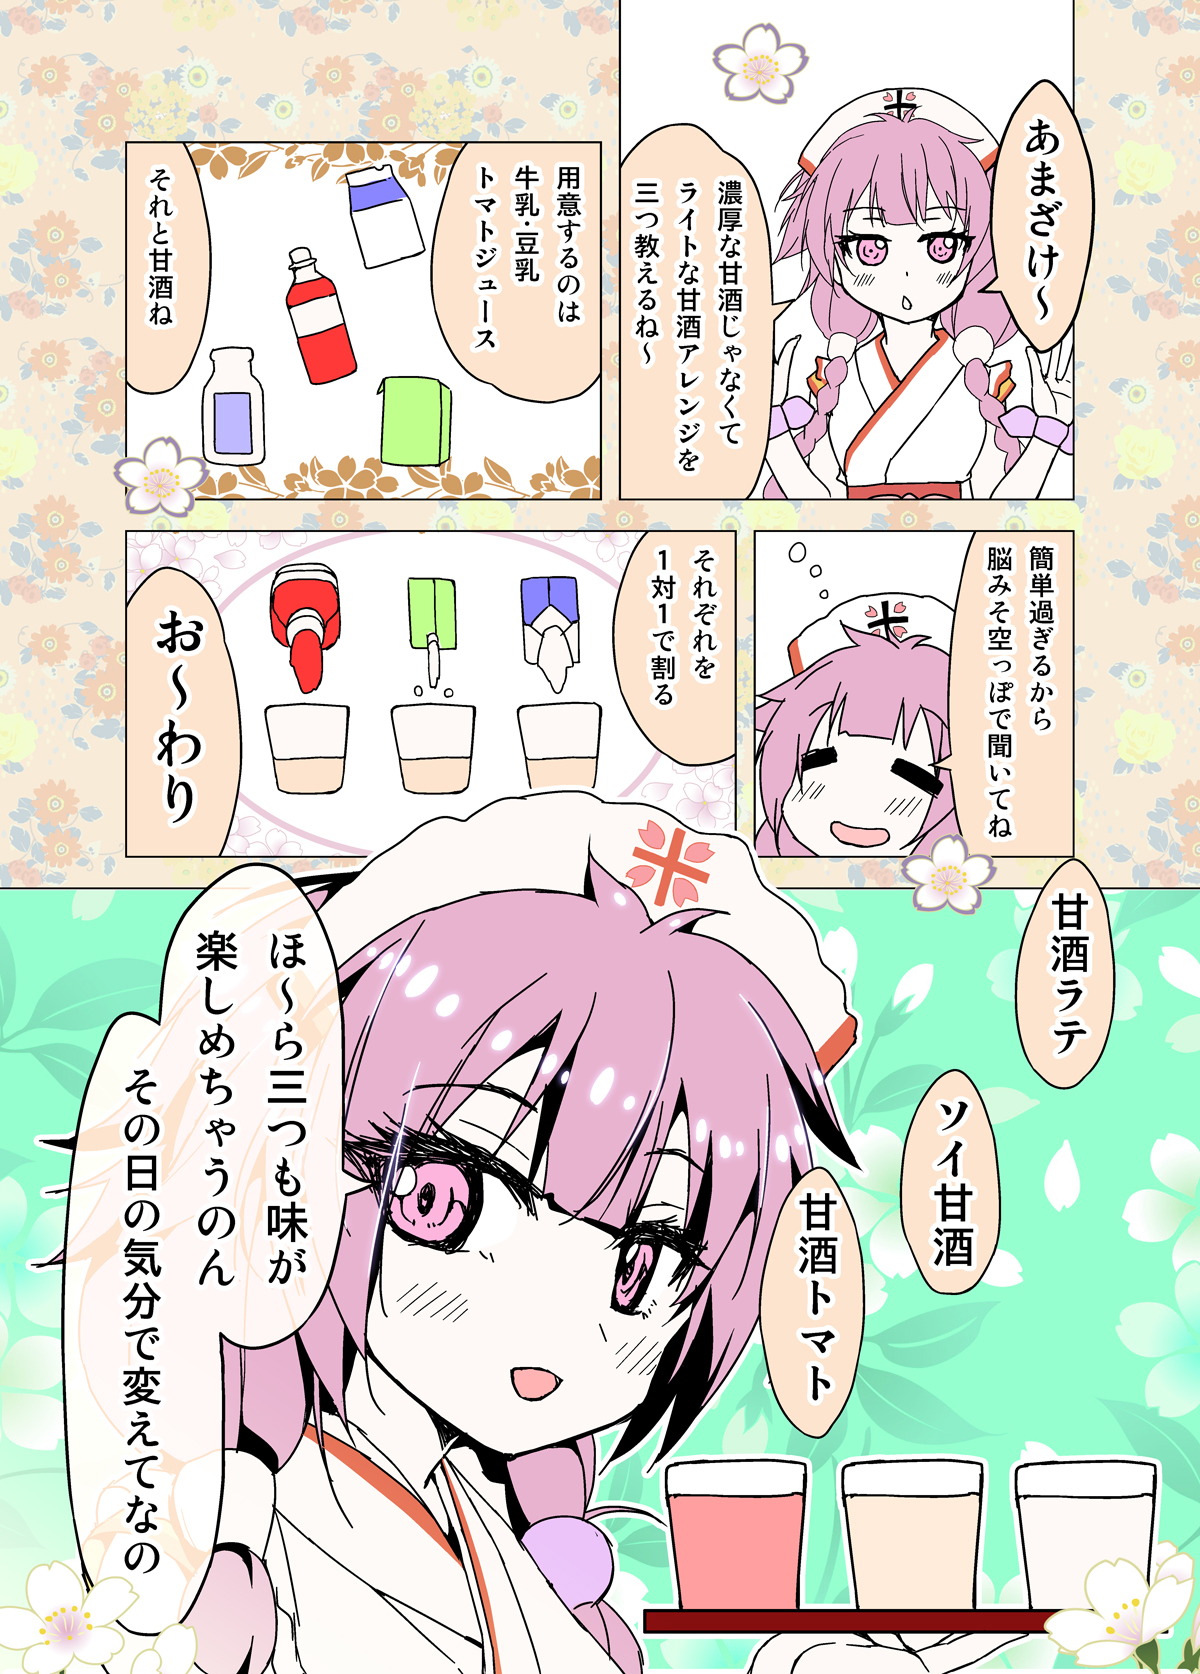 あまざけ～
濃厚な甘酒じゃなくて
ライトな甘酒アレンジを
三つ教えるね～
用意するのは
牛乳・豆乳
トマトジュース
それと甘酒ね
簡単過ぎるから
脳みそ空っぽで聞いてね
それぞれを
1対1で割る
お～わり
甘酒ラテ
ソイ甘酒
甘酒トマト
ほ～ら三つも味が
楽しめちゃうのん
その日の気分で変えてなの